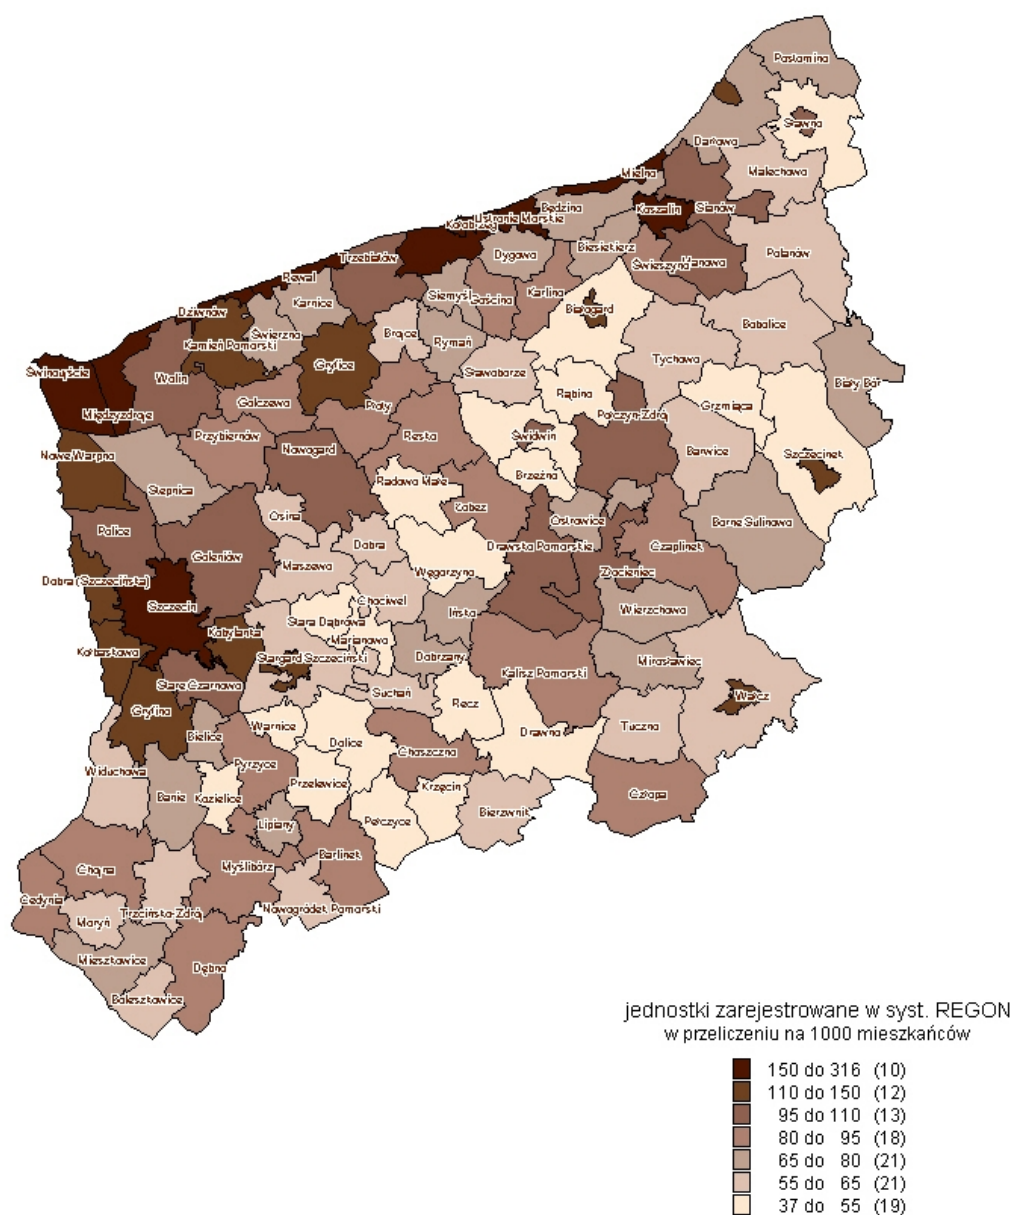 Postomino
Sławno
Darłowo
Malechowo
Mielno
Będzino
Ustronie Morskie
Kołobrzeg
Koszalin
Sianów
Polanów
Trzebiatów
Dygowo
Biesiekierz
Świeszyno
Manowo
Rewal
Karnice
Siemyśl
Gościno
Karlino
Dziwnów
Świerzno
Brojce
Rymań
Białogard
Bobolice
Kamień Pomorski
Gryfice
Sławoborze
Tychowo
Świnoujście
Wolin
Międzyzdroje
Golczewo
Płoty
Rąbino
Połczyn-Zdrój
Grzmiąca
Biały Bór
Przybiernów
Resko
Świdwin
Barwice
Szczecinek
Nowe Warpno
Nowogard
Stepnica
Radowo Małe
Brzeżno
Łobez
Osina
Ostrowice
Borne Sulinowo
Police
Goleniów
Dobra
Drawsko Pomorskie
Czaplinek
Maszewo
Węgorzyno
Złocieniec
Dobra (Szczecińska)
Szczecin
Chociwel
Ińsko
Wierzchowo
Stara Dąbrowa
Kobylanka
Marianowo
Kołbaskowo
Stargard Szczeciński
Dobrzany
Mirosławiec
Stare Czarnowo
Suchań
Kalisz Pomorski
Wałcz
Gryfino
Recz
Warnice
Bielice
Dolice
Choszczno
Drawno
Tuczno
Widuchowa
Pyrzyce
Przelewice
Krzęcin
Człopa
Banie
Kozielice
Pełczyce
Bierzwnik
Lipiany
Barlinek
Chojna
Myślibórz
Cedynia
Moryń
Trzcińsko-Zdrój
Nowogródek Pomorski
Mieszkowice
Dębno
Boleszkowice
jednostki zarejestrowane w syst. REGON
w przeliczeniu na 1000 mieszkańców
150 do 316 (10)
110 do 150 (12)
95 do 110 (13)
80 do 95 (18)
65 do 80 (21)
55 do 65 (21)
37 do 55 (19)